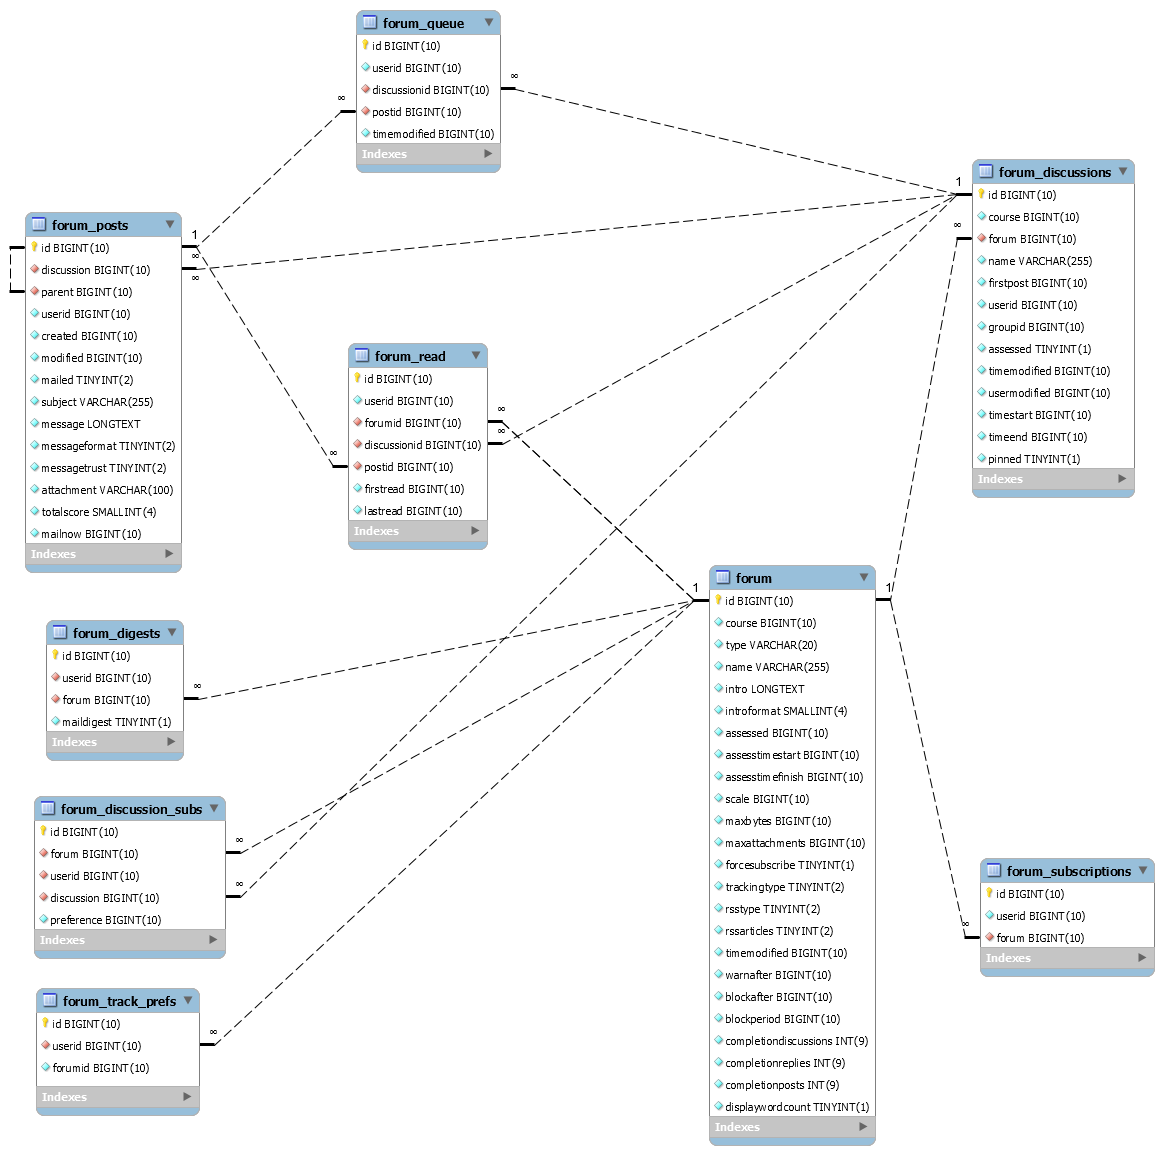 forum_queue
id BIGINT(10)
userid BIGINT(10)
discussionid BIGINT(10)
postid BIGINT(10)
timemodified BIGINT(10)
Indexes
∞
∞
forum_discussions
id BIGINT(10)
course BIGINT(10)
forum BIGINT(10)
name VARCHAR(255)
firstpost BIGINT(10)
userid BIGINT(10)
groupid BIGINT(10)
assessed TINYINT(1)
timemodified BIGINT(10)
usermodified BIGINT(10)
timestart BIGINT(10)
timeend BIGINT(10)
pinned TINYINT(1)
Indexes
1
∞
forum_posts
id BIGINT(10)
discussion BIGINT(10)
parent BIGINT(10)
userid BIGINT(10)
created BIGINT(10)
modified BIGINT(10)
mailed TINYINT(2)
subject VARCHAR(255)
message LONGTEXT
messageformat TINYINT(2)
messagetrust TINYINT(2)
attachment VARCHAR(100)
totalscore SMALLINT(4)
mailnow BIGINT(10)
Indexes
1
∞
∞
forum_read
id BIGINT(10)
userid BIGINT(10)
forumid BIGINT(10)
discussionid BIGINT(10)
postid BIGINT(10)
firstread BIGINT(10)
lastread BIGINT(10)
Indexes
∞
∞
∞
forum
id BIGINT(10)
course BIGINT(10)
type VARCHAR(20)
name VARCHAR(255)
intro LONGTEXT
introformat SMALLINT(4)
assessed BIGINT(10)
assesstimestart BIGINT(10)
assesstimefinish BIGINT(10)
scale BIGINT(10)
maxbytes BIGINT(10)
maxattachments BIGINT(10)
forcesubscribe TINYINT(1)
trackingtype TINYINT(2)
rsstype TINYINT(2)
rssarticles TINYINT(2)
timemodified BIGINT(10)
warnafter BIGINT(10)
blockafter BIGINT(10)
blockperiod BIGINT(10)
completiondiscussions INT(9)
completionreplies INT(9)
completionposts INT(9)
displaywordcount TINYINT(1)
Indexes
1
1
forum_digests
id BIGINT(10)
userid BIGINT(10)
forum BIGINT(10)
maildigest TINYINT(1)
Indexes
∞
forum_discussion_subs
id BIGINT(10)
forum BIGINT(10)
userid BIGINT(10)
discussion BIGINT(10)
preference BIGINT(10)
Indexes
∞
∞
forum_subscriptions
id BIGINT(10)
userid BIGINT(10)
forum BIGINT(10)
Indexes
∞
forum_track_prefs
id BIGINT(10)
userid BIGINT(10)
forumid BIGINT(10)
Indexes
∞